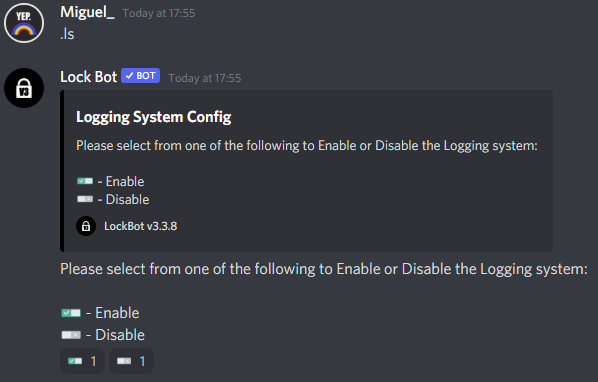 YEP.
Miguel_ Today at 17:55
.ls
Lock Bot ✓ BOT Today at 17:55
V3
Logging System Config
Please select from one of the following to Enable or Disable the Logging system:
- Enable
- Disable
LockBot v3.3.8
Please select from one of the following to Enable or Disable the Logging system:
- Enable
- Disable
1 1